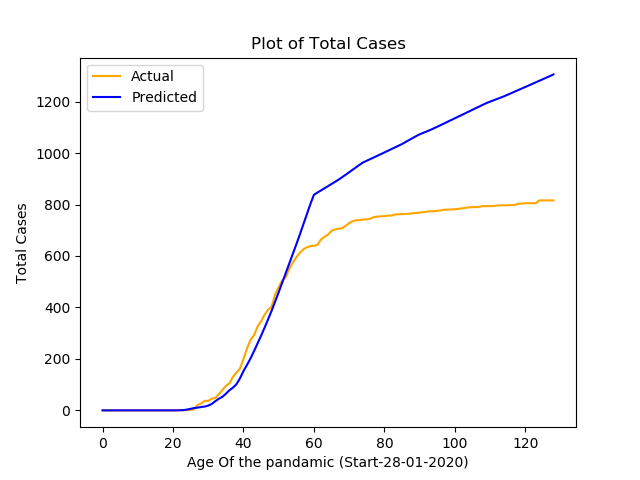 Plot of Total Cases
Actual
Predicted
1200
1000
800
600
400
200
0
Total Cases
0 20 40 60 80 100 120
Age Of the pandamic (Start-28-01-2020)